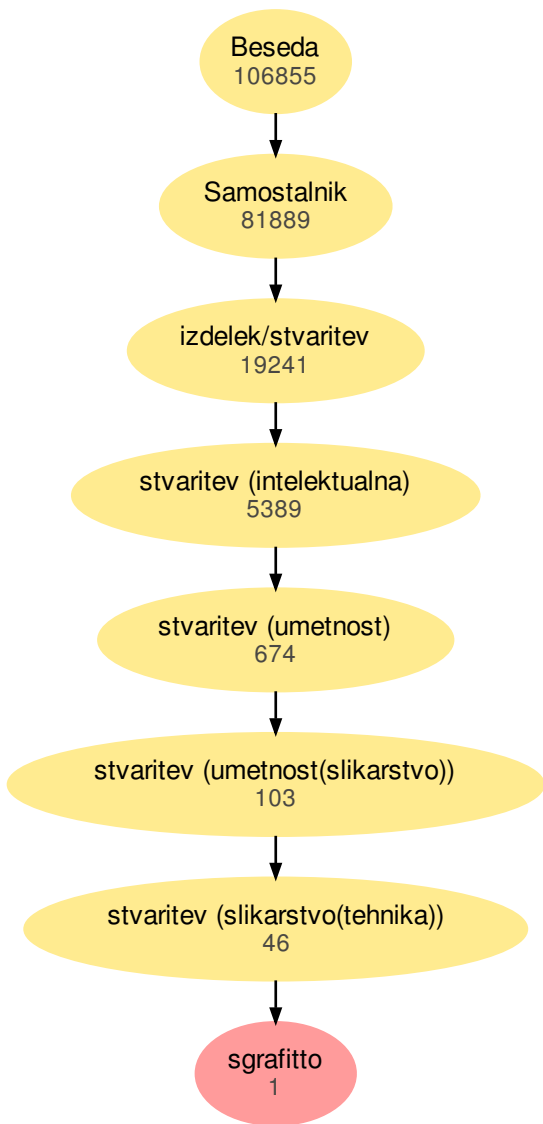 Beseda
106855
Samostalnik
81889
izdelek/stvaritev
19241
stvaritev (intelektualna)
5389
stvaritev (umetnost)
674
stvaritev (umetnost(slikarstvo))
103
stvaritev (slikarstvo(tehnika))
46
sgrafitto
1